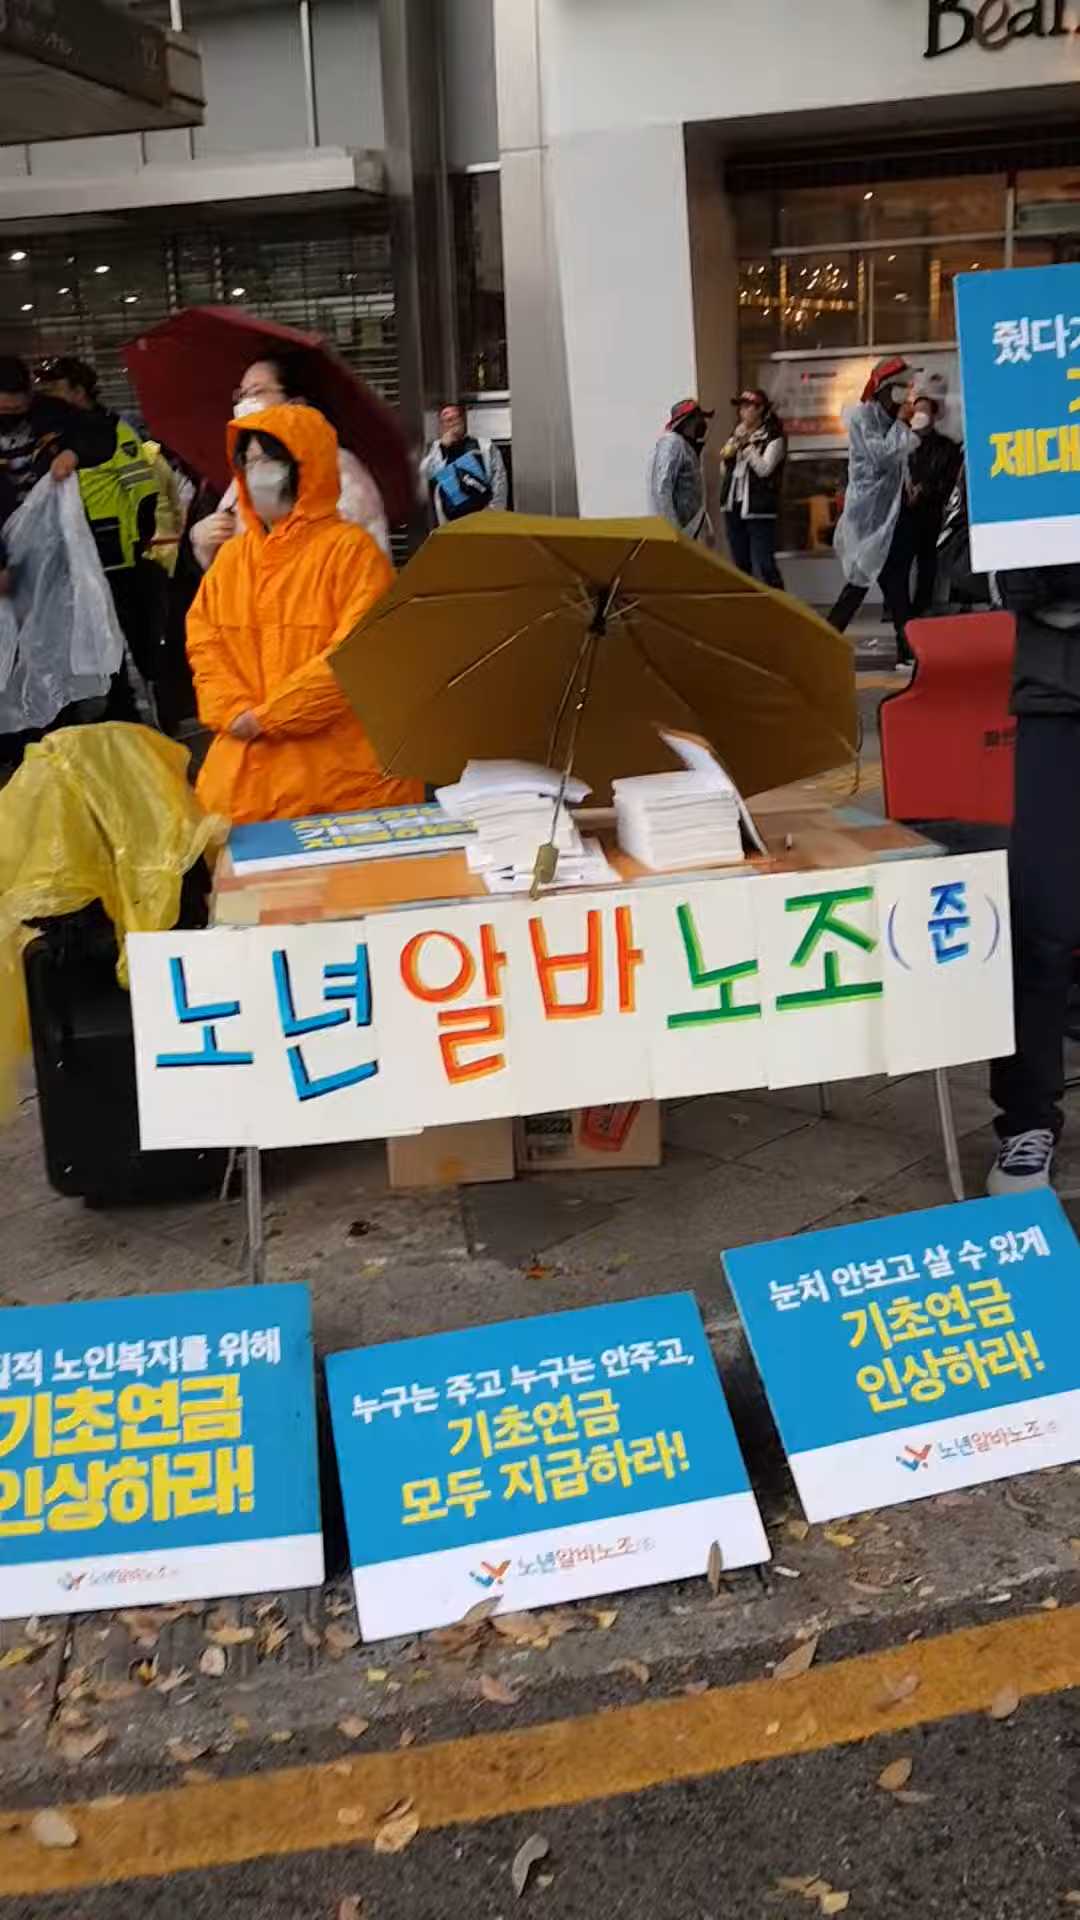 Bea
줬다
제대
노년알바노조(준)
눈치 안보고 살 수 있게
기초연금
인상하라!
노년알바노조
노인복지를 위해
기초연금
인상하라!
노년알바노조
누구는 주고 누구는 안주고,
기초연금
모두 지급하라!
노년알바노조